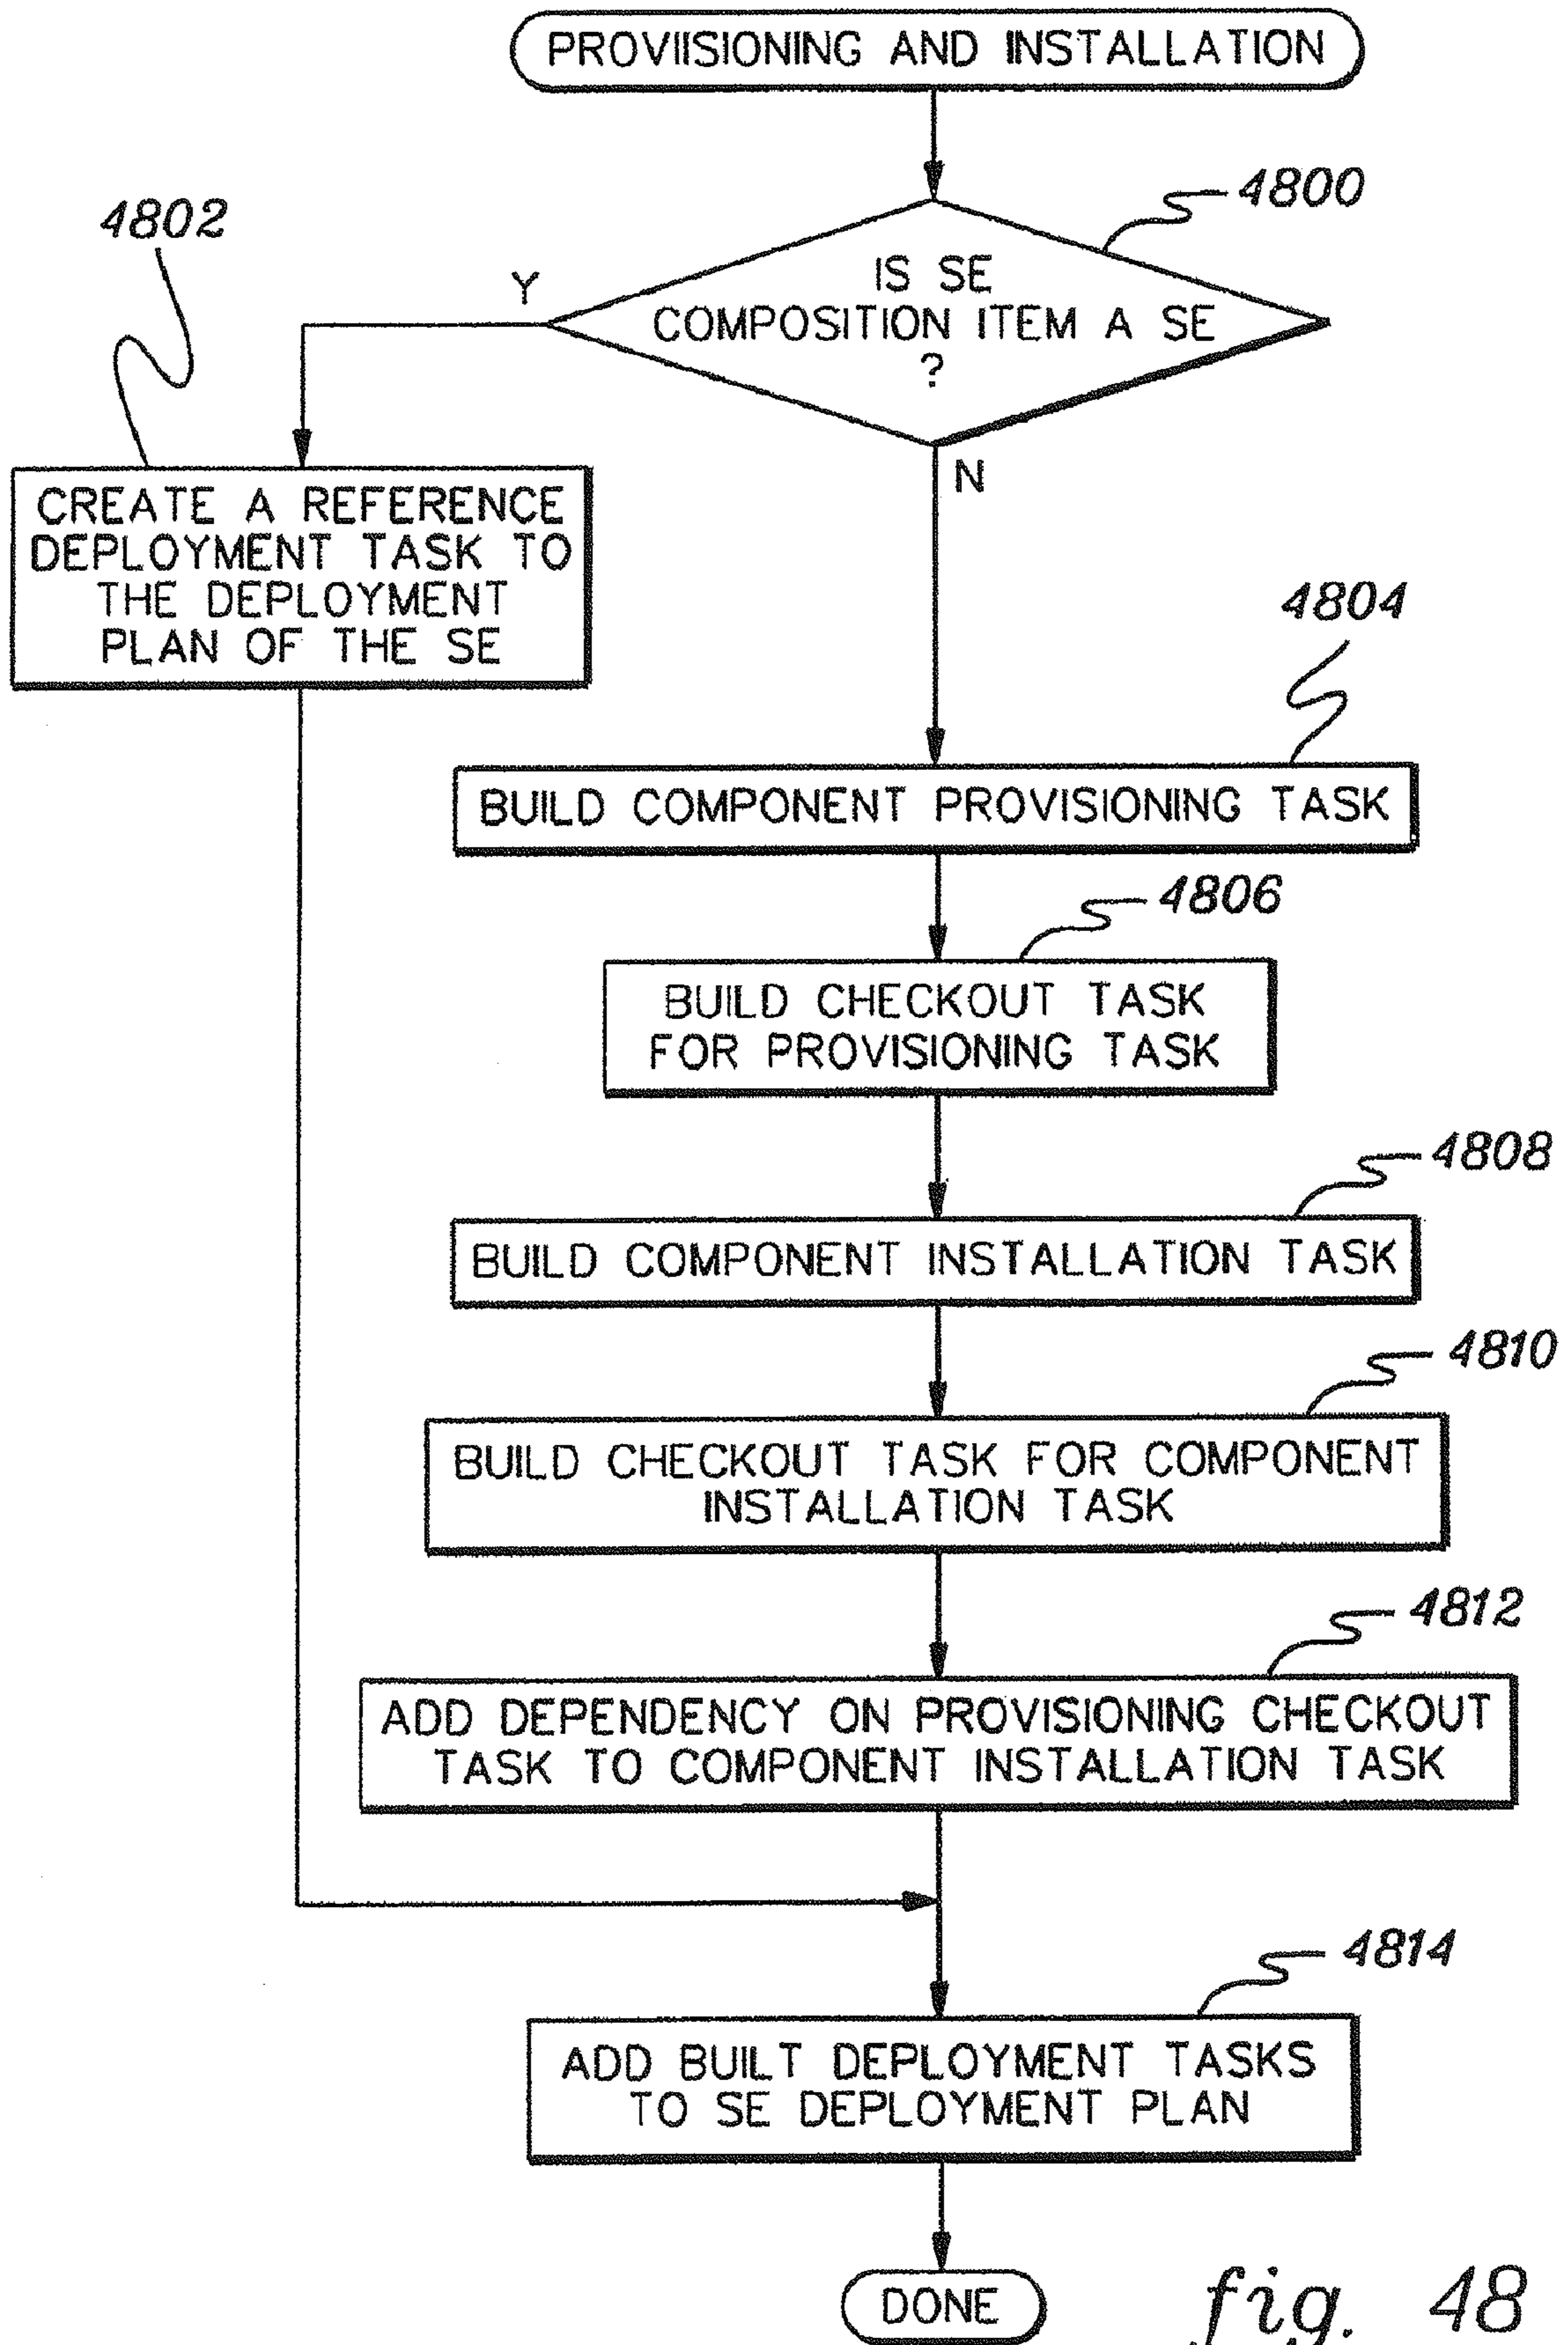 PROVIISIONING AND INSTALLATION
4800
4802
IS SE
COMPOSITION ITEM A SE
?
Y
N
CREATE A REFERENCE
DEPLOYMENT TASK TO
THE DEPLOYMENT
PLAN OF THE SE
4804
BUILD COMPONENT PROVISIONING TASK
4806
BUILD CHECKOUT TASK
FOR PROVISIONING TASK
4808
BUILD COMPONENT INSTALLATION TASK
4810
BUILD CHECKOUT TASK FOR COMPONENT
INSTALLATION TASK
4812
ADD DEPENDENCY ON PROVISIONING CHECKOUT
TASK TO COMPONENT INSTALLATION TASK
4814
ADD BUILT DEPLOYMENT TASKS
TO SE DEPLOYMENT PLAN
DONE
fig. 48